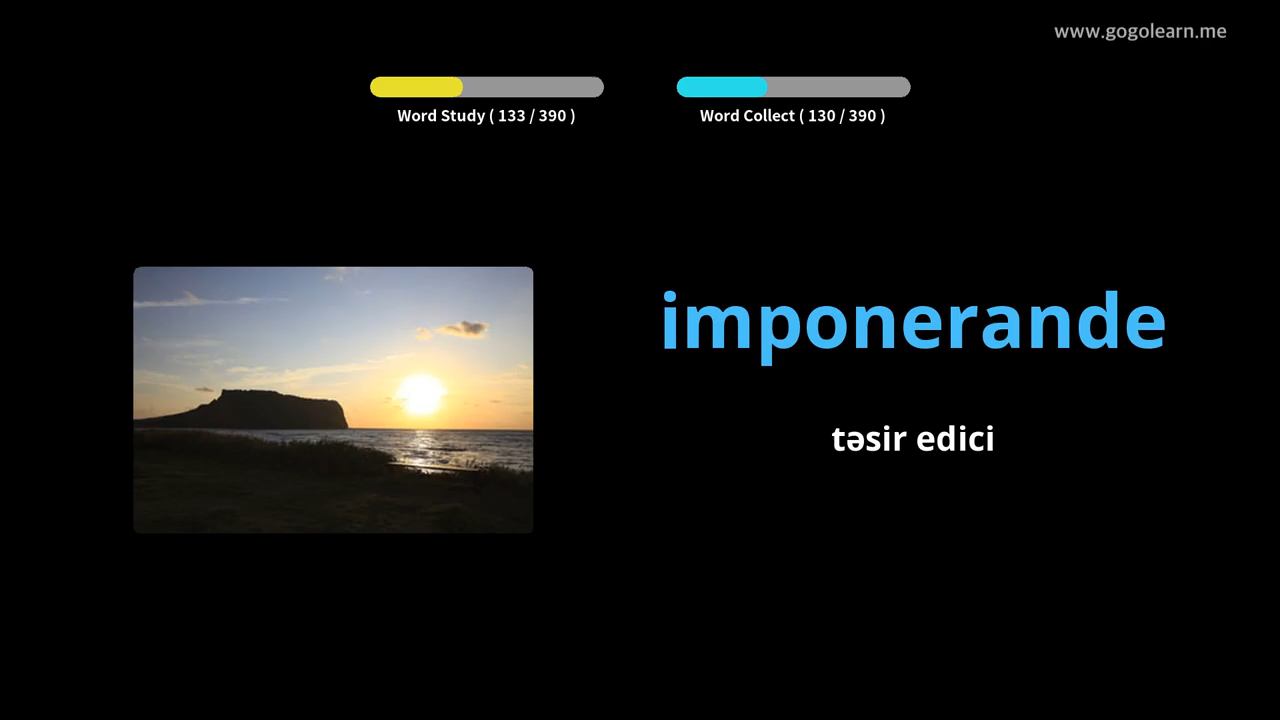 www.gogolearn.me
Word Study ( 133 / 390 )
Word Collect ( 130 / 390 )
imponerande
təsir edici